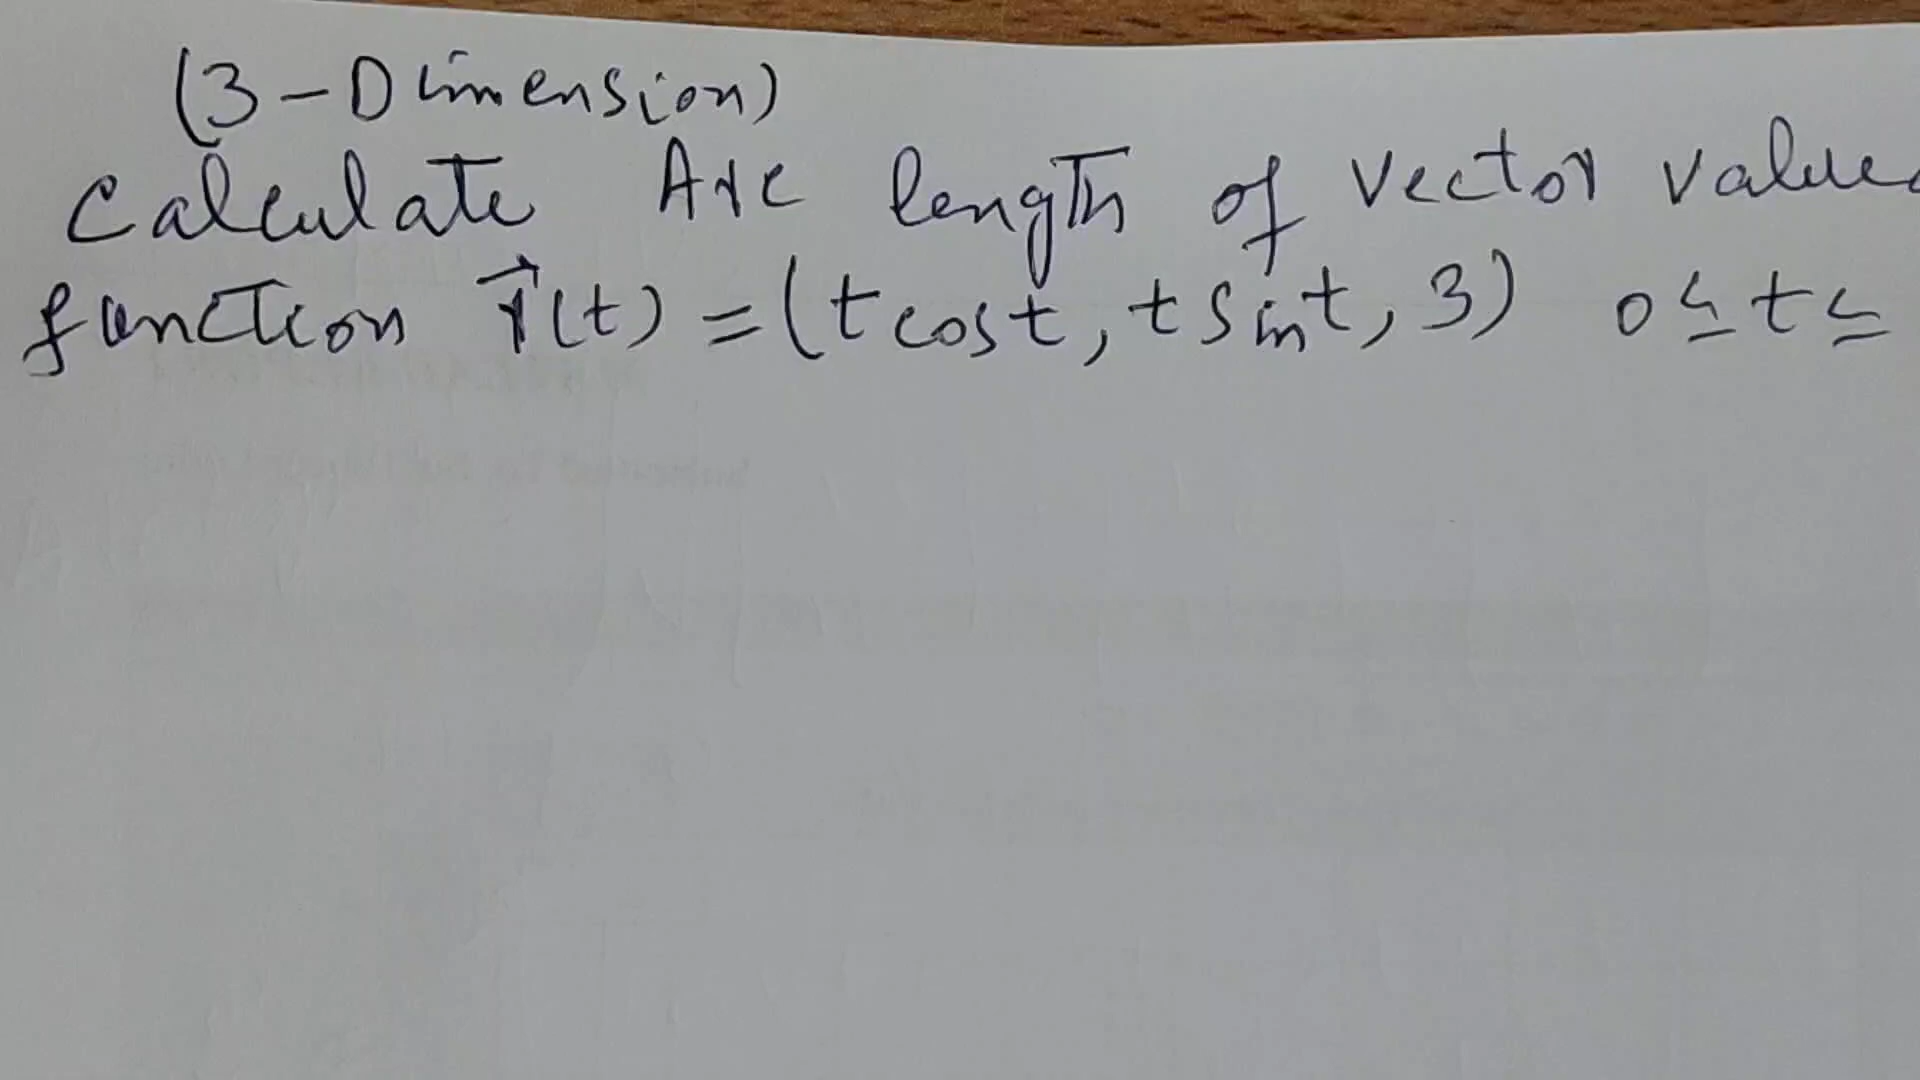 (3-Dimension)
Calculate Arc length of vector value
function r⃗(t) = (t cost, t sint, 3) 0 ≤ t ≤